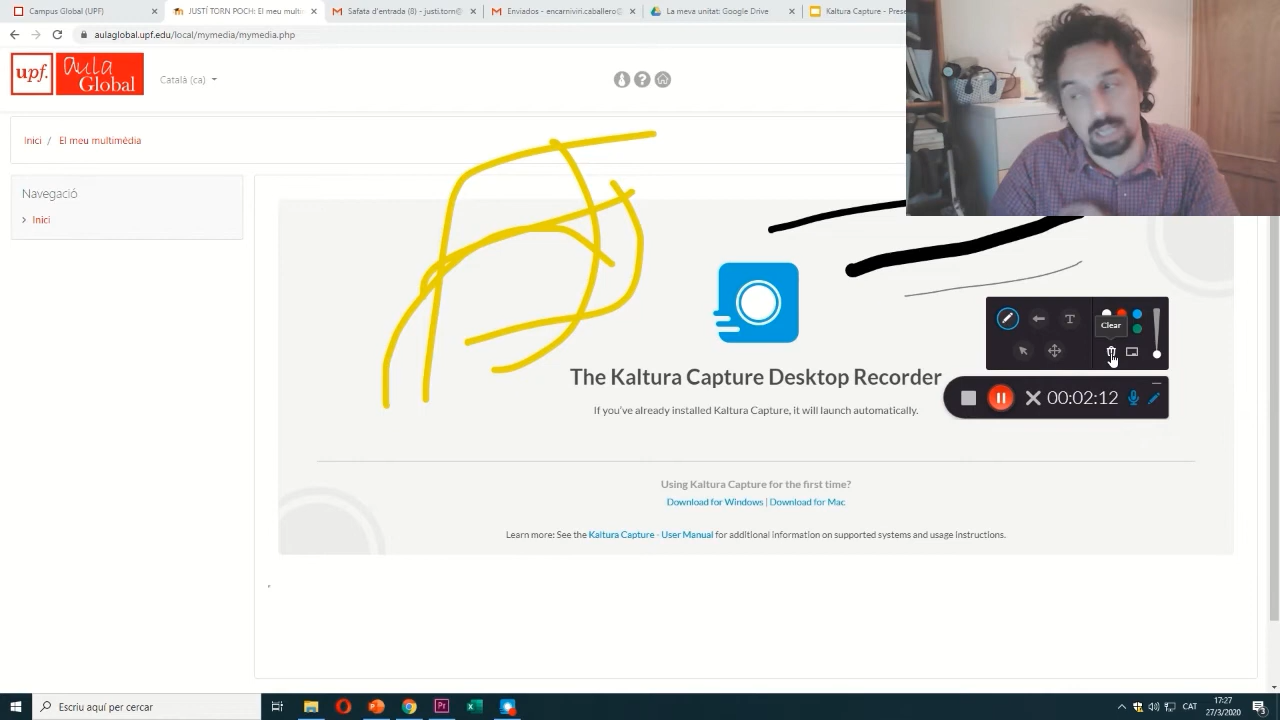 Campus Global (UPF)
JUSTÍ TORN POCH: El meu multim
Safata d'entrada (8) - justi.torn@
Enviados - encarniviri.caballero@
La meva unitat: Google Drive
Kaltura Capture - Prese
aulaglobal.upf.edu/local/mymedia/mymedia.php
upf. aula Global
Català (ca)
Inici / El meu multimèdia
Navegació
Inici
Clear
T
The Kaltura Capture Desktop Recorder
00:02:12
If you've already installed Kaltura Capture, it will launch automatically.
Using Kaltura Capture for the first time?
Download for Windows | Download for Mac
Learn more: See the Kaltura Capture - User Manual for additional information on supported systems and usage instructions.
Escriu aquí per cercar
CAT
17:27
27/3/2020
3